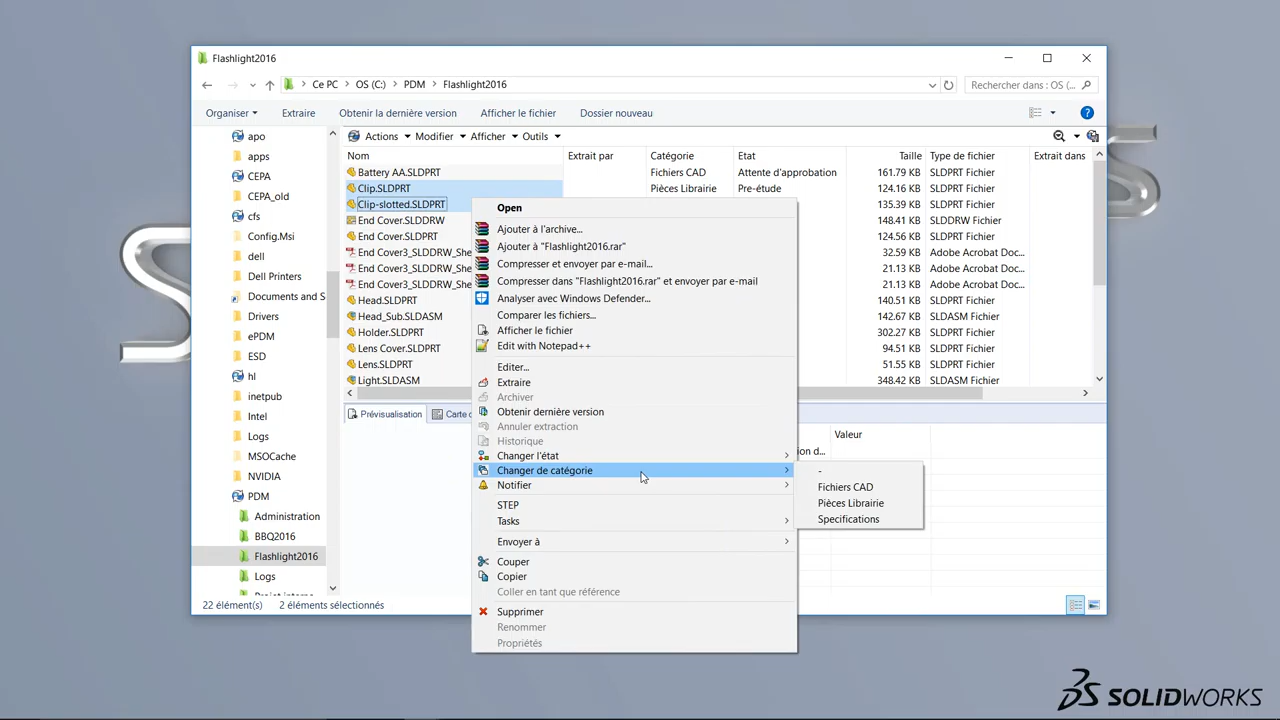 Flashlight2016
Ce PC OS (C:) PDM Flashlight2016
Rechercher dans : OS (...
Organiser Extraire Obtenir la dernière version Afficher le fichier Dossier nouveau
Actions Modifier Afficher Outils
Nom Extrait par Catégorie Etat Taille Type de fichier Extrait dans
Battery AA.SLDPRT Fichiers CAD Attente d'approbation 161.79 KB SLDPRT Fichier
Clip.SLDPRT Pièces Librairie Pre-étude 124.16 KB SLDPRT Fichier
Clip-slotted.SLDPRT 135.39 KB SLDPRT Fichier
End Cover.SLDDRW 148.41 KB SLDDRW Fichier
End Cover.SLDPRT 124.56 KB SLDPRT Fichier
End Cover3_SLDDRW_She 32.59 KB Adobe Acrobat Doc...
End Cover3_SLDDRW_She 21.13 KB Adobe Acrobat Doc...
End Cover3_SLDDRW_She 21.13 KB Adobe Acrobat Doc...
Head.SLDPRT 140.51 KB SLDPRT Fichier
Head_Sub.SLDASM 142.67 KB SLDASM Fichier
Holder.SLDPRT 302.27 KB SLDPRT Fichier
Lens Cover.SLDPRT 94.51 KB SLDPRT Fichier
Lens.SLDPRT 51.55 KB SLDPRT Fichier
Light.SLDASM 348.42 KB SLDASM Fichier
apo
apps
CEPA
CEPA_old
cfs
Config.Msi
dell
Dell Printers
Documents and S
Drivers
ePDM
ESD
hl
inetpub
Intel
Logs
MSOCache
NVIDIA
PDM
Administration
BBQ2016
Flashlight2016
Logs
Open
Ajouter à l'archive...
Ajouter à "Flashlight2016.rar"
Compresser et envoyer par e-mail...
Compresser dans "Flashlight2016.rar" et envoyer par e-mail
Analyser avec Windows Defender...
Comparer les fichiers...
Afficher le fichier
Edit with Notepad++
Editer...
Extraire
Archiver
Obtenir dernière version
Annuler extraction
Historique
Changer l'état
Changer de catégorie
Notifier
STEP
Tasks
Envoyer à
Couper
Copier
Coller en tant que référence
Supprimer
Renommer
Propriétés
-
Fichiers CAD
Pièces Librairie
Specifications
Prévisualisation Carte
Valeur
ion d...
22 élément(s) 2 éléments sélectionnés
SOLIDWORKS